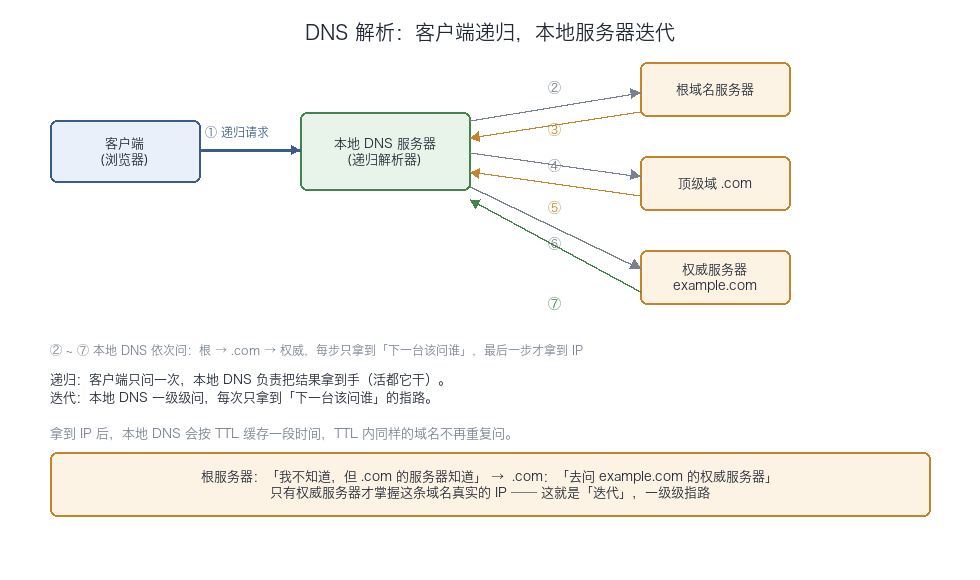 DNS 解析：客户端递归，本地服务器迭代
客户端
(浏览器)
① 递归请求
本地 DNS 服务器
(递归解析器)
②
③
④
⑤
⑥
⑦
根域名服务器
顶级域 .com
权威服务器
example.com
② ~ ⑦ 本地 DNS 依次问：根 → .com → 权威，每步只拿到「下一台该问谁」，最后一步才拿到 IP
递归：客户端只问一次，本地 DNS 负责把结果拿到手（活都它干）。
迭代：本地 DNS 一级级问，每次只拿到「下一台该问谁」的指路。
拿到 IP 后，本地 DNS 会按 TTL 缓存一段时间，TTL 内同样的域名不再重复问。
根服务器：「我不知道，但 .com 的服务器知道」 → .com：「去问 example.com 的权威服务器」
只有权威服务器才掌握这条域名真实的 IP —— 这就是「迭代」，一级级指路